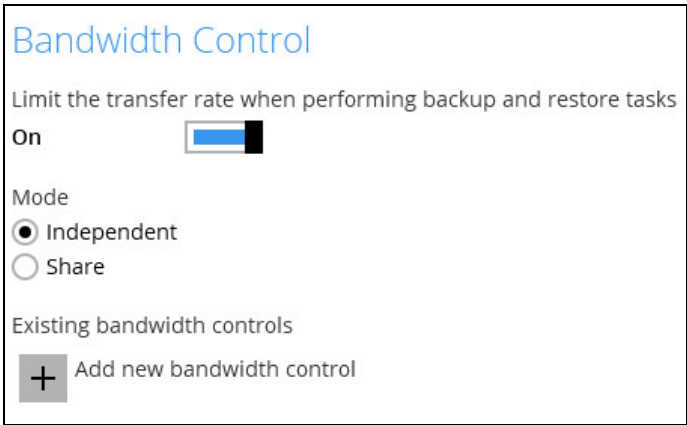 Bandwidth Control
Limit the transfer rate when performing backup and restore tasks
On
Mode
Independent
Share
Existing bandwidth controls
Add new bandwidth control